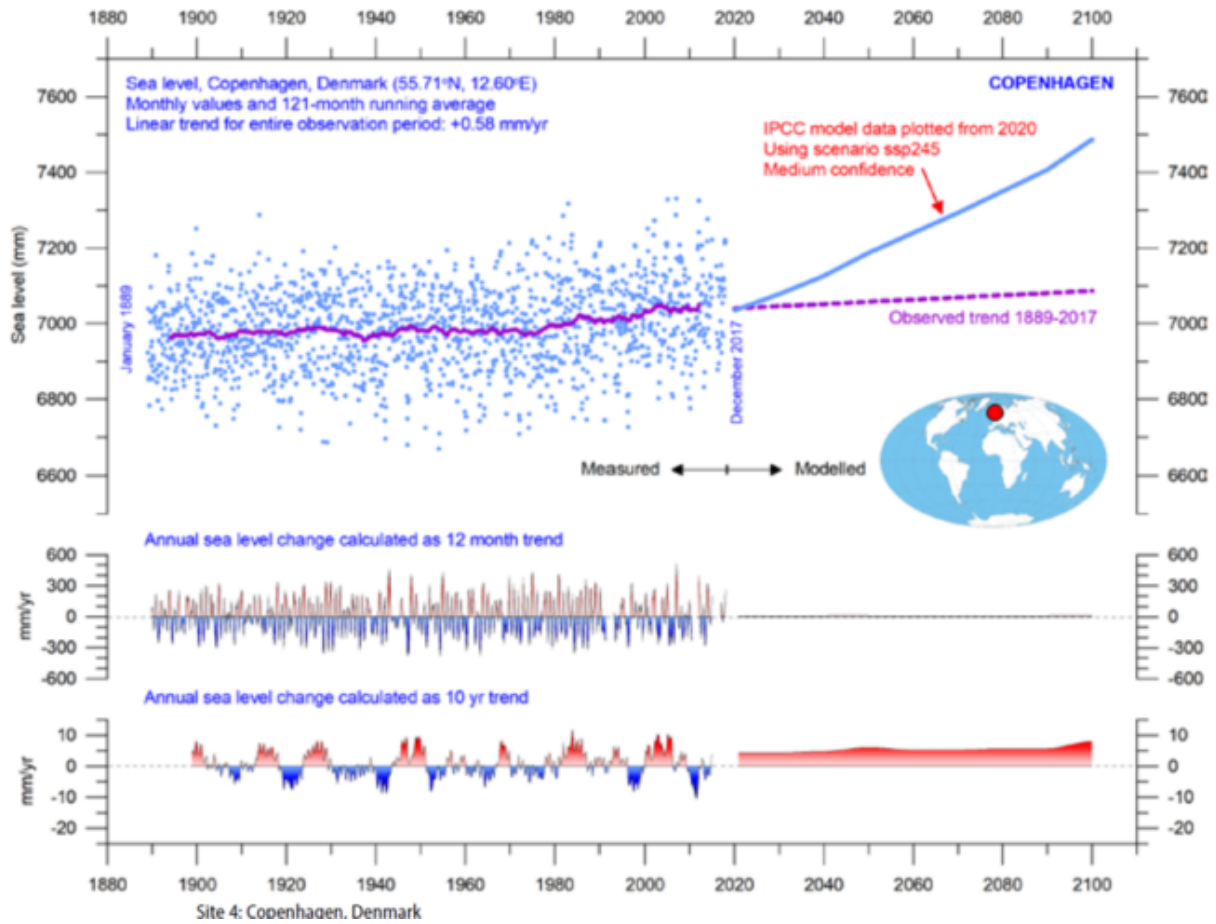 1880 1900 1920 1940 1960 1980 2000 2020 2040 2060 2080 2100
Sea level, Copenhagen, Denmark (55.71ºN, 12.60ºE)
Monthly values and 121-month running average
Linear trend for entire observation period: +0.58 mm/yr
COPENHAGEN
IPCC model data plotted from 2020
Using scenario ssp245
Medium confidence
7600
7400
7200
7000
6800
6600
Sea level (mm)
January 1889
December 2017
Observed trend 1889-2017
Measured
Modelled
7600
7400
7200
7000
6800
6600
Annual sea level change calculated as 12 month trend
600
300
0
-300
-600
mm/yr
600
300
0
-300
-600
Annual sea level change calculated as 10 yr trend
10
0
-10
-20
mm/yr
10
0
-10
-20
1880 1900 1920 1940 1960 1980 2000 2020 2040 2060 2080 2100
Site 4: Copenhagen, Denmark